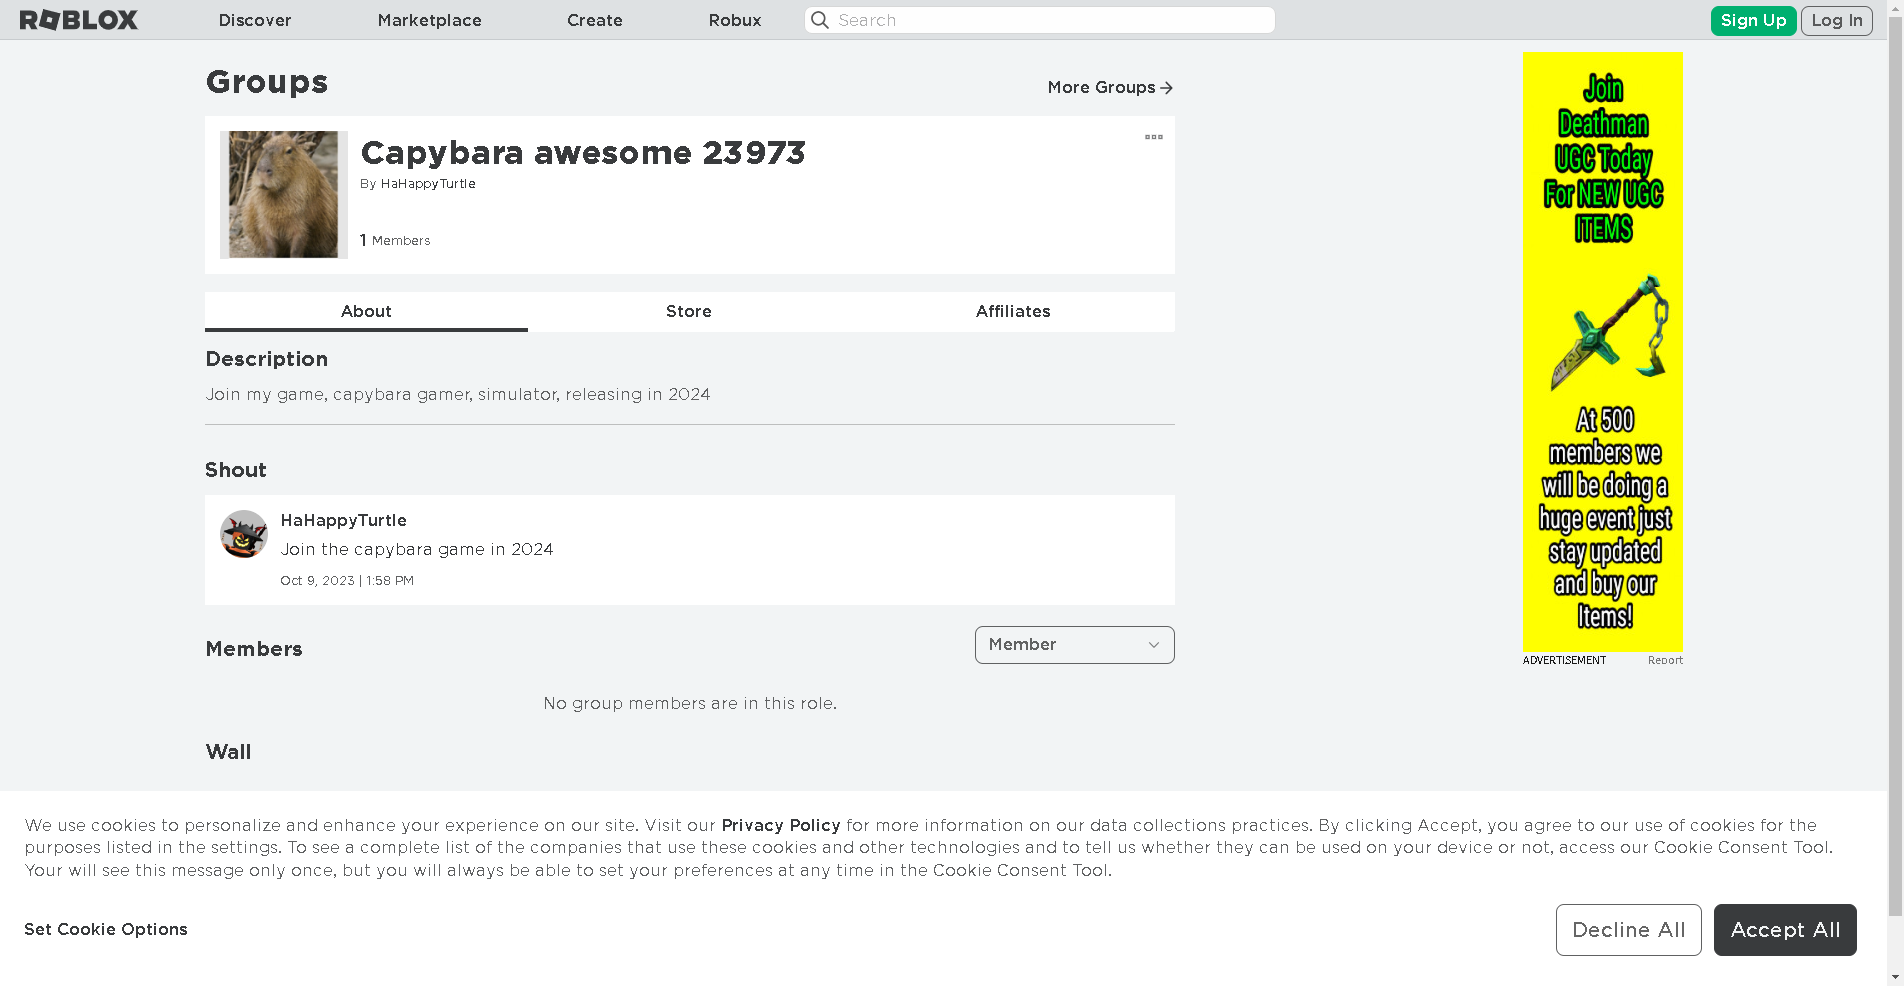 ROBLOX
Discover
Marketplace
Create
Robux
Search
Sign Up
Log In
Groups
More Groups
Capybara awesome 23973
By HaHappyTurtle
1 Members
About
Store
Affiliates
Description
Join my game, capybara gamer, simulator, releasing in 2024
Shout
HaHappyTurtle
Join the capybara game in 2024
Oct 9, 2023 | 1:58 PM
Members
Member
No group members are in this role.
Wall
Join
Deathman
UGC Today
For NEW UGC
ITEMS
At 500
members we
will be doing a
huge event just
stay updated
and buy our
Items!
ADVERTISEMENT
Report
We use cookies to personalize and enhance your experience on our site. Visit our Privacy Policy for more information on our data collections practices. By clicking Accept, you agree to our use of cookies for the
purposes listed in the settings. To see a complete list of the companies that use these cookies and other technologies and to tell us whether they can be used on your device or not, access our Cookie Consent Tool.
Your will see this message only once, but you will always be able to set your preferences at any time in the Cookie Consent Tool.
Set Cookie Options
Decline All
Accept All